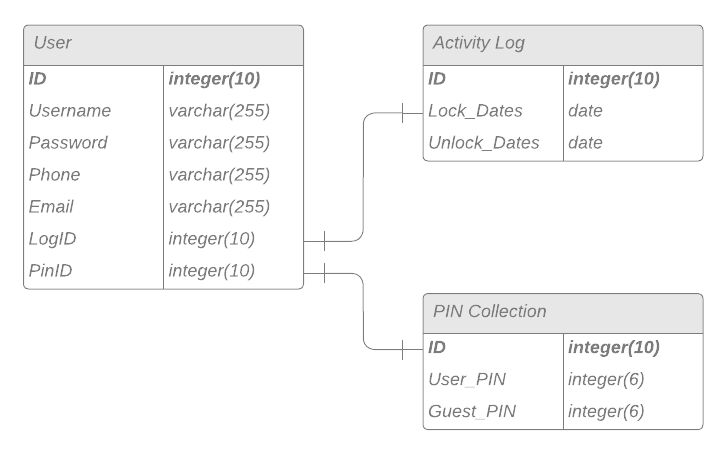 User
ID integer(10)
Username varchar(255)
Password varchar(255)
Phone varchar(255)
Email varchar(255)
LogID integer(10)
PinID integer(10)
Activity Log
ID integer(10)
Lock_Dates date
Unlock_Dates date
PIN Collection
ID integer(10)
User_PIN integer(6)
Guest_PIN integer(6)